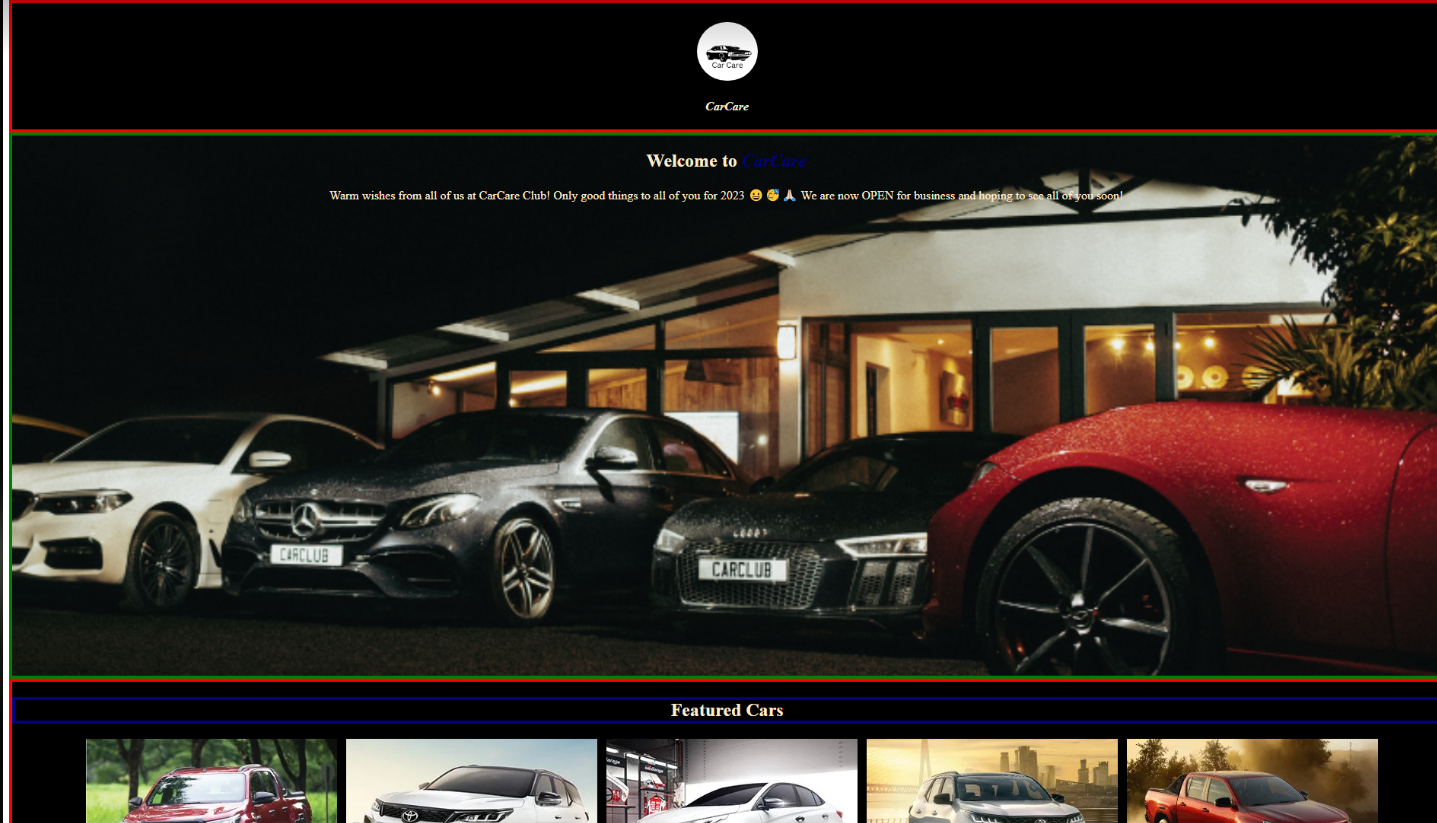 Car Care
CarCare
Welcome to CarCare
Warm wishes from all of us at CarCare Club! Only good things to all of you for 2023 😀 🥳 🙏🏻 We are now OPEN for business and hoping to see all of you soon!
CARCLUB
CARCLUB
Featured Cars